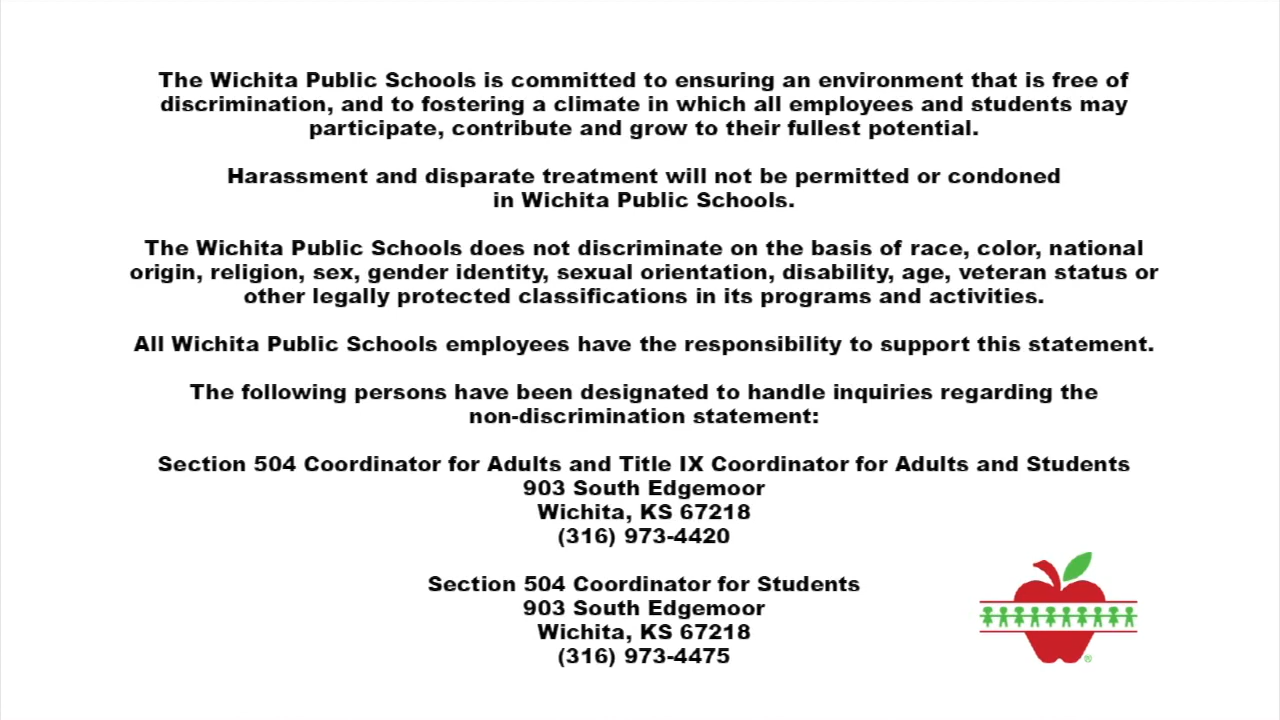 The Wichita Public Schools is committed to ensuring an environment that is free of
discrimination, and to fostering a climate in which all employees and students may
participate, contribute and grow to their fullest potential.
Harassment and disparate treatment will not be permitted or condoned
in Wichita Public Schools.
The Wichita Public Schools does not discriminate on the basis of race, color, national
origin, religion, sex, gender identity, sexual orientation, disability, age, veteran status or
other legally protected classifications in its programs and activities.
All Wichita Public Schools employees have the responsibility to support this statement.
The following persons have been designated to handle inquiries regarding the
non-discrimination statement:
Section 504 Coordinator for Adults and Title IX Coordinator for Adults and Students
903 South Edgemoor
Wichita, KS 67218
(316) 973-4420
Section 504 Coordinator for Students
903 South Edgemoor
Wichita, KS 67218
(316) 973-4475
®